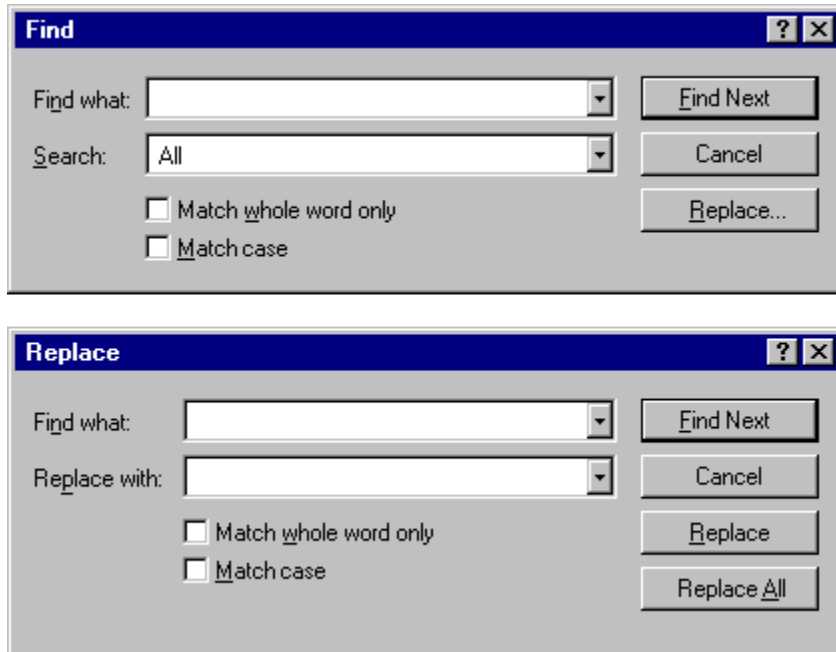 Find
Find what: Find Next
Search: All Cancel
Match whole word only Replace...
Match case
Replace
Find what: Find Next
Replace with: Cancel
Match whole word only Replace
Match case
Replace All